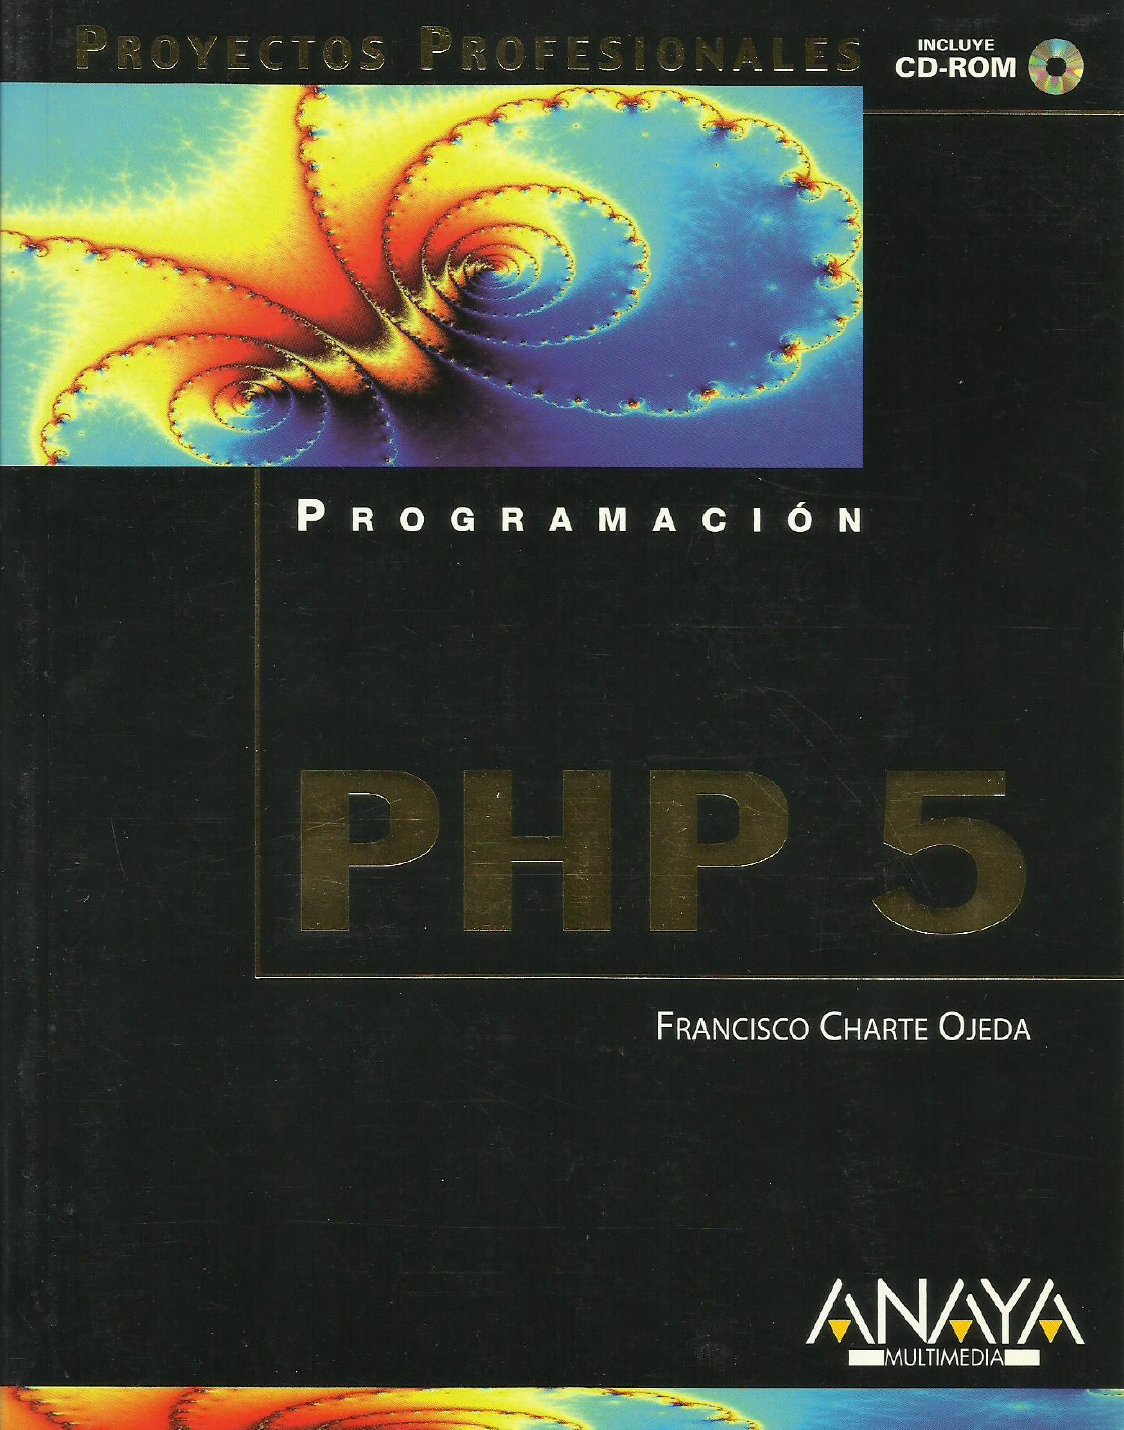 PROYECTOS PROFESIONALES
INCLUYE
CD-ROM
PROGRAMACIÓN
PHP 5
FRANCISCO CHARTE OJEDA
ANAYA
MULTIMEDIA